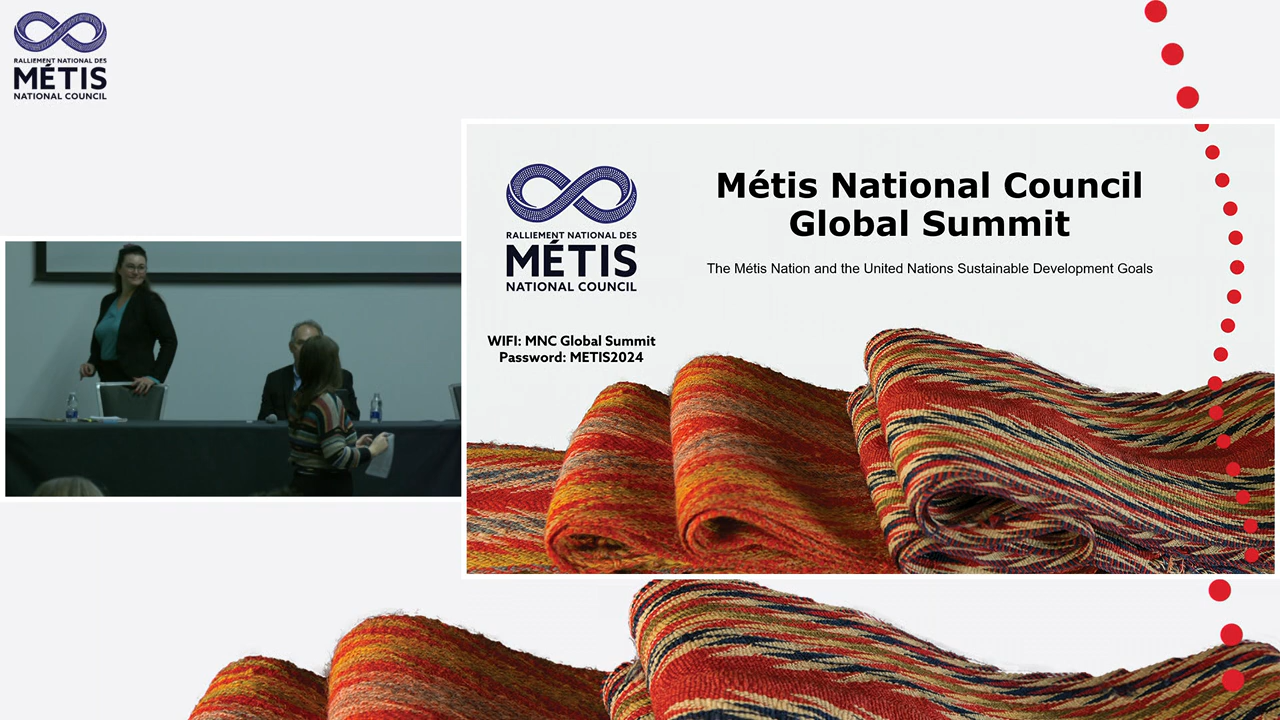 RALLIEMENT NATIONAL DES
MÉTIS
NATIONAL COUNCIL
RALLIEMENT NATIONAL DES
MÉTIS
NATIONAL COUNCIL
WIFI: MNC Global Summit
Password: METIS2024
Métis National Council
Global Summit
The Métis Nation and the United Nations Sustainable Development Goals